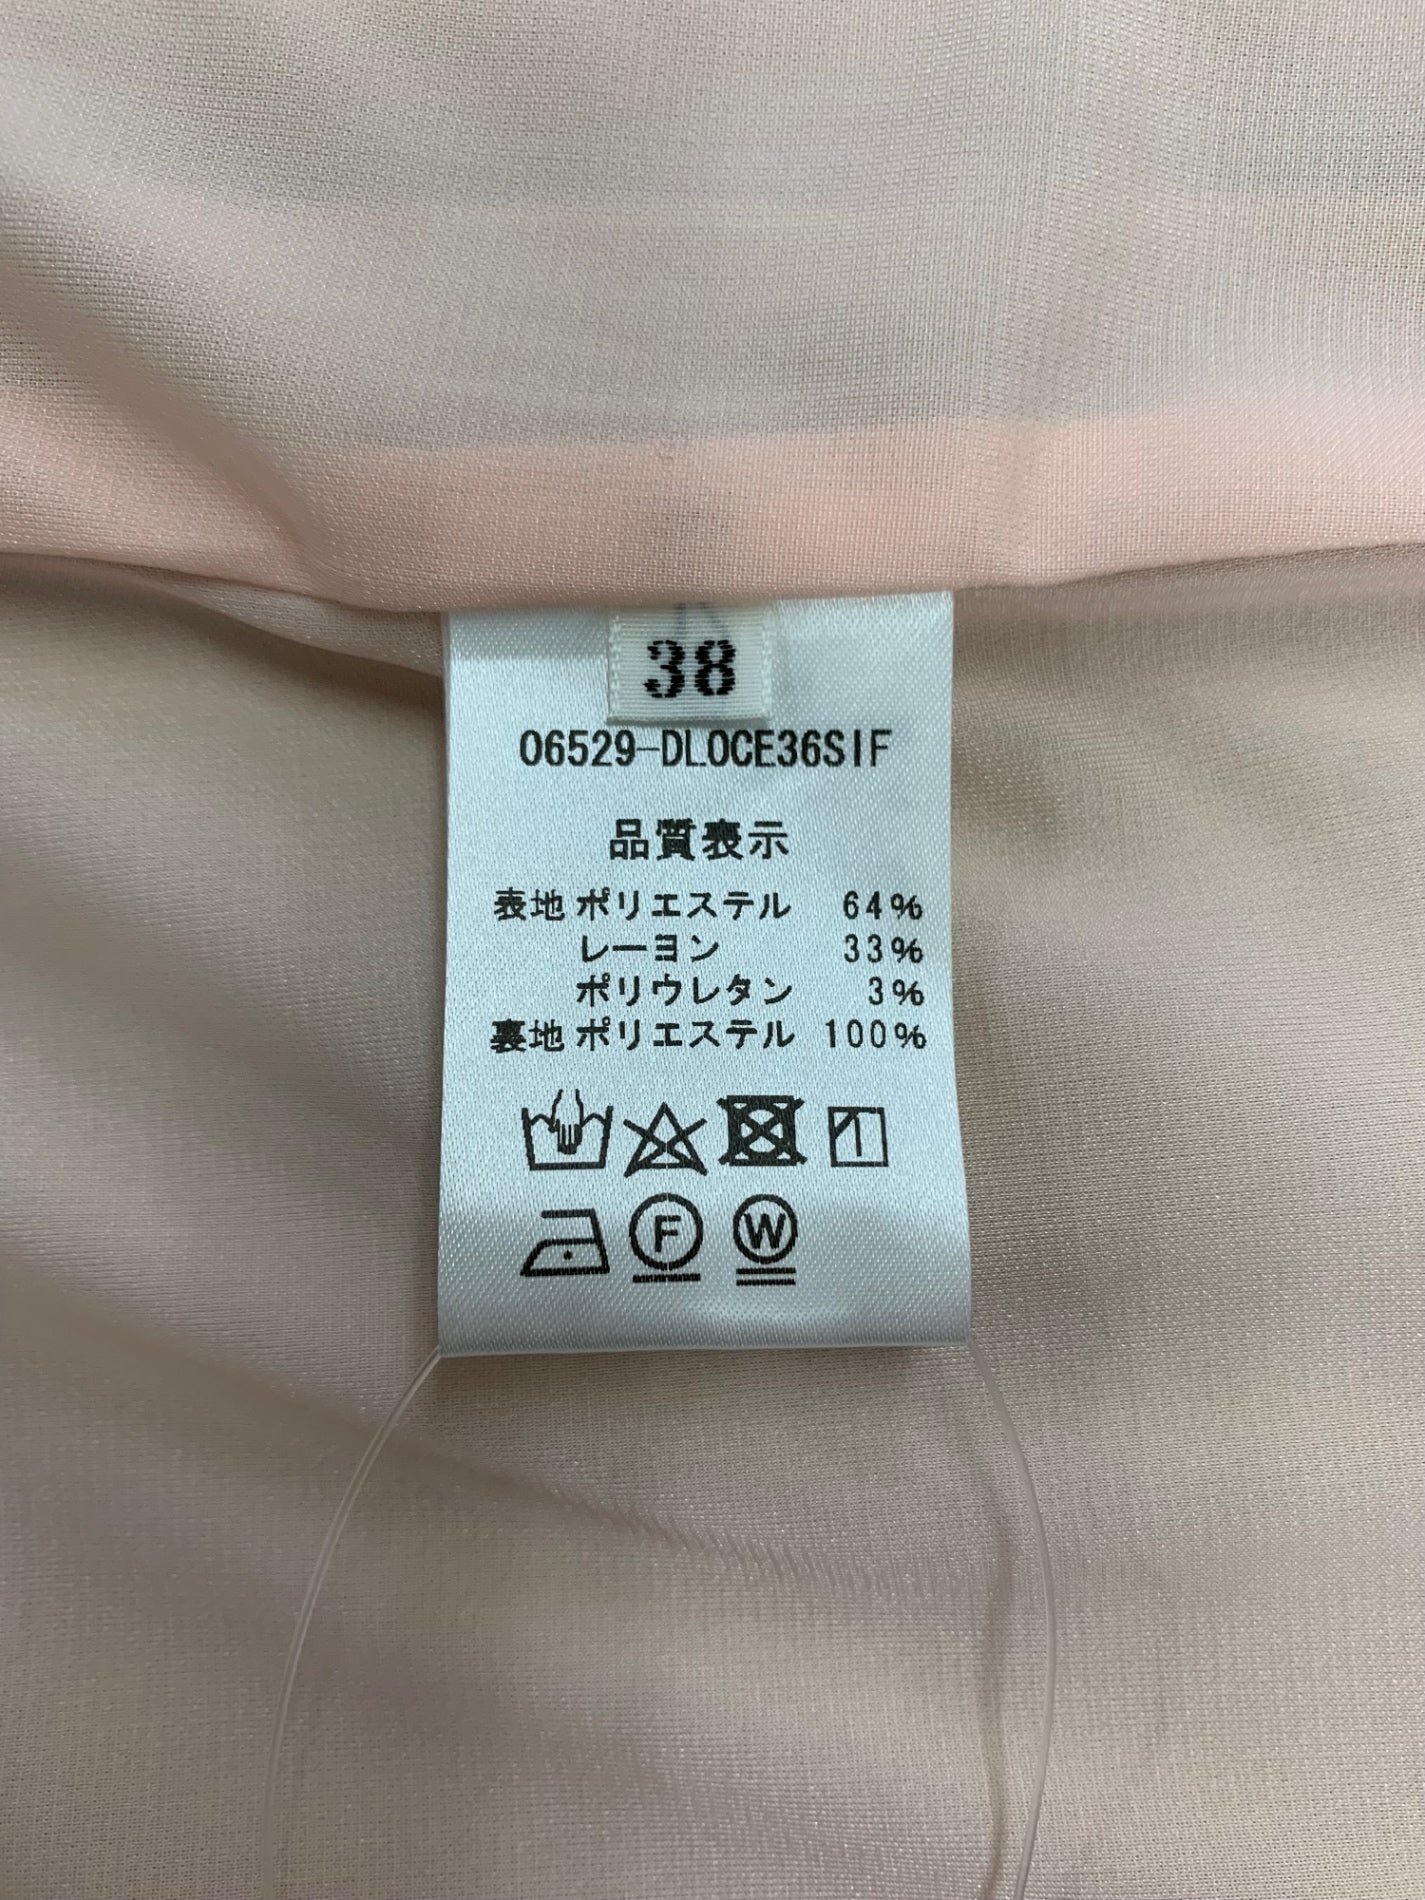 38
06529-DLOCE36SIF
品質表示
表地 ポリエステル 64%
レーヨン 33%
ポリウレタン 3%
裏地 ポリエステル 100%
F W